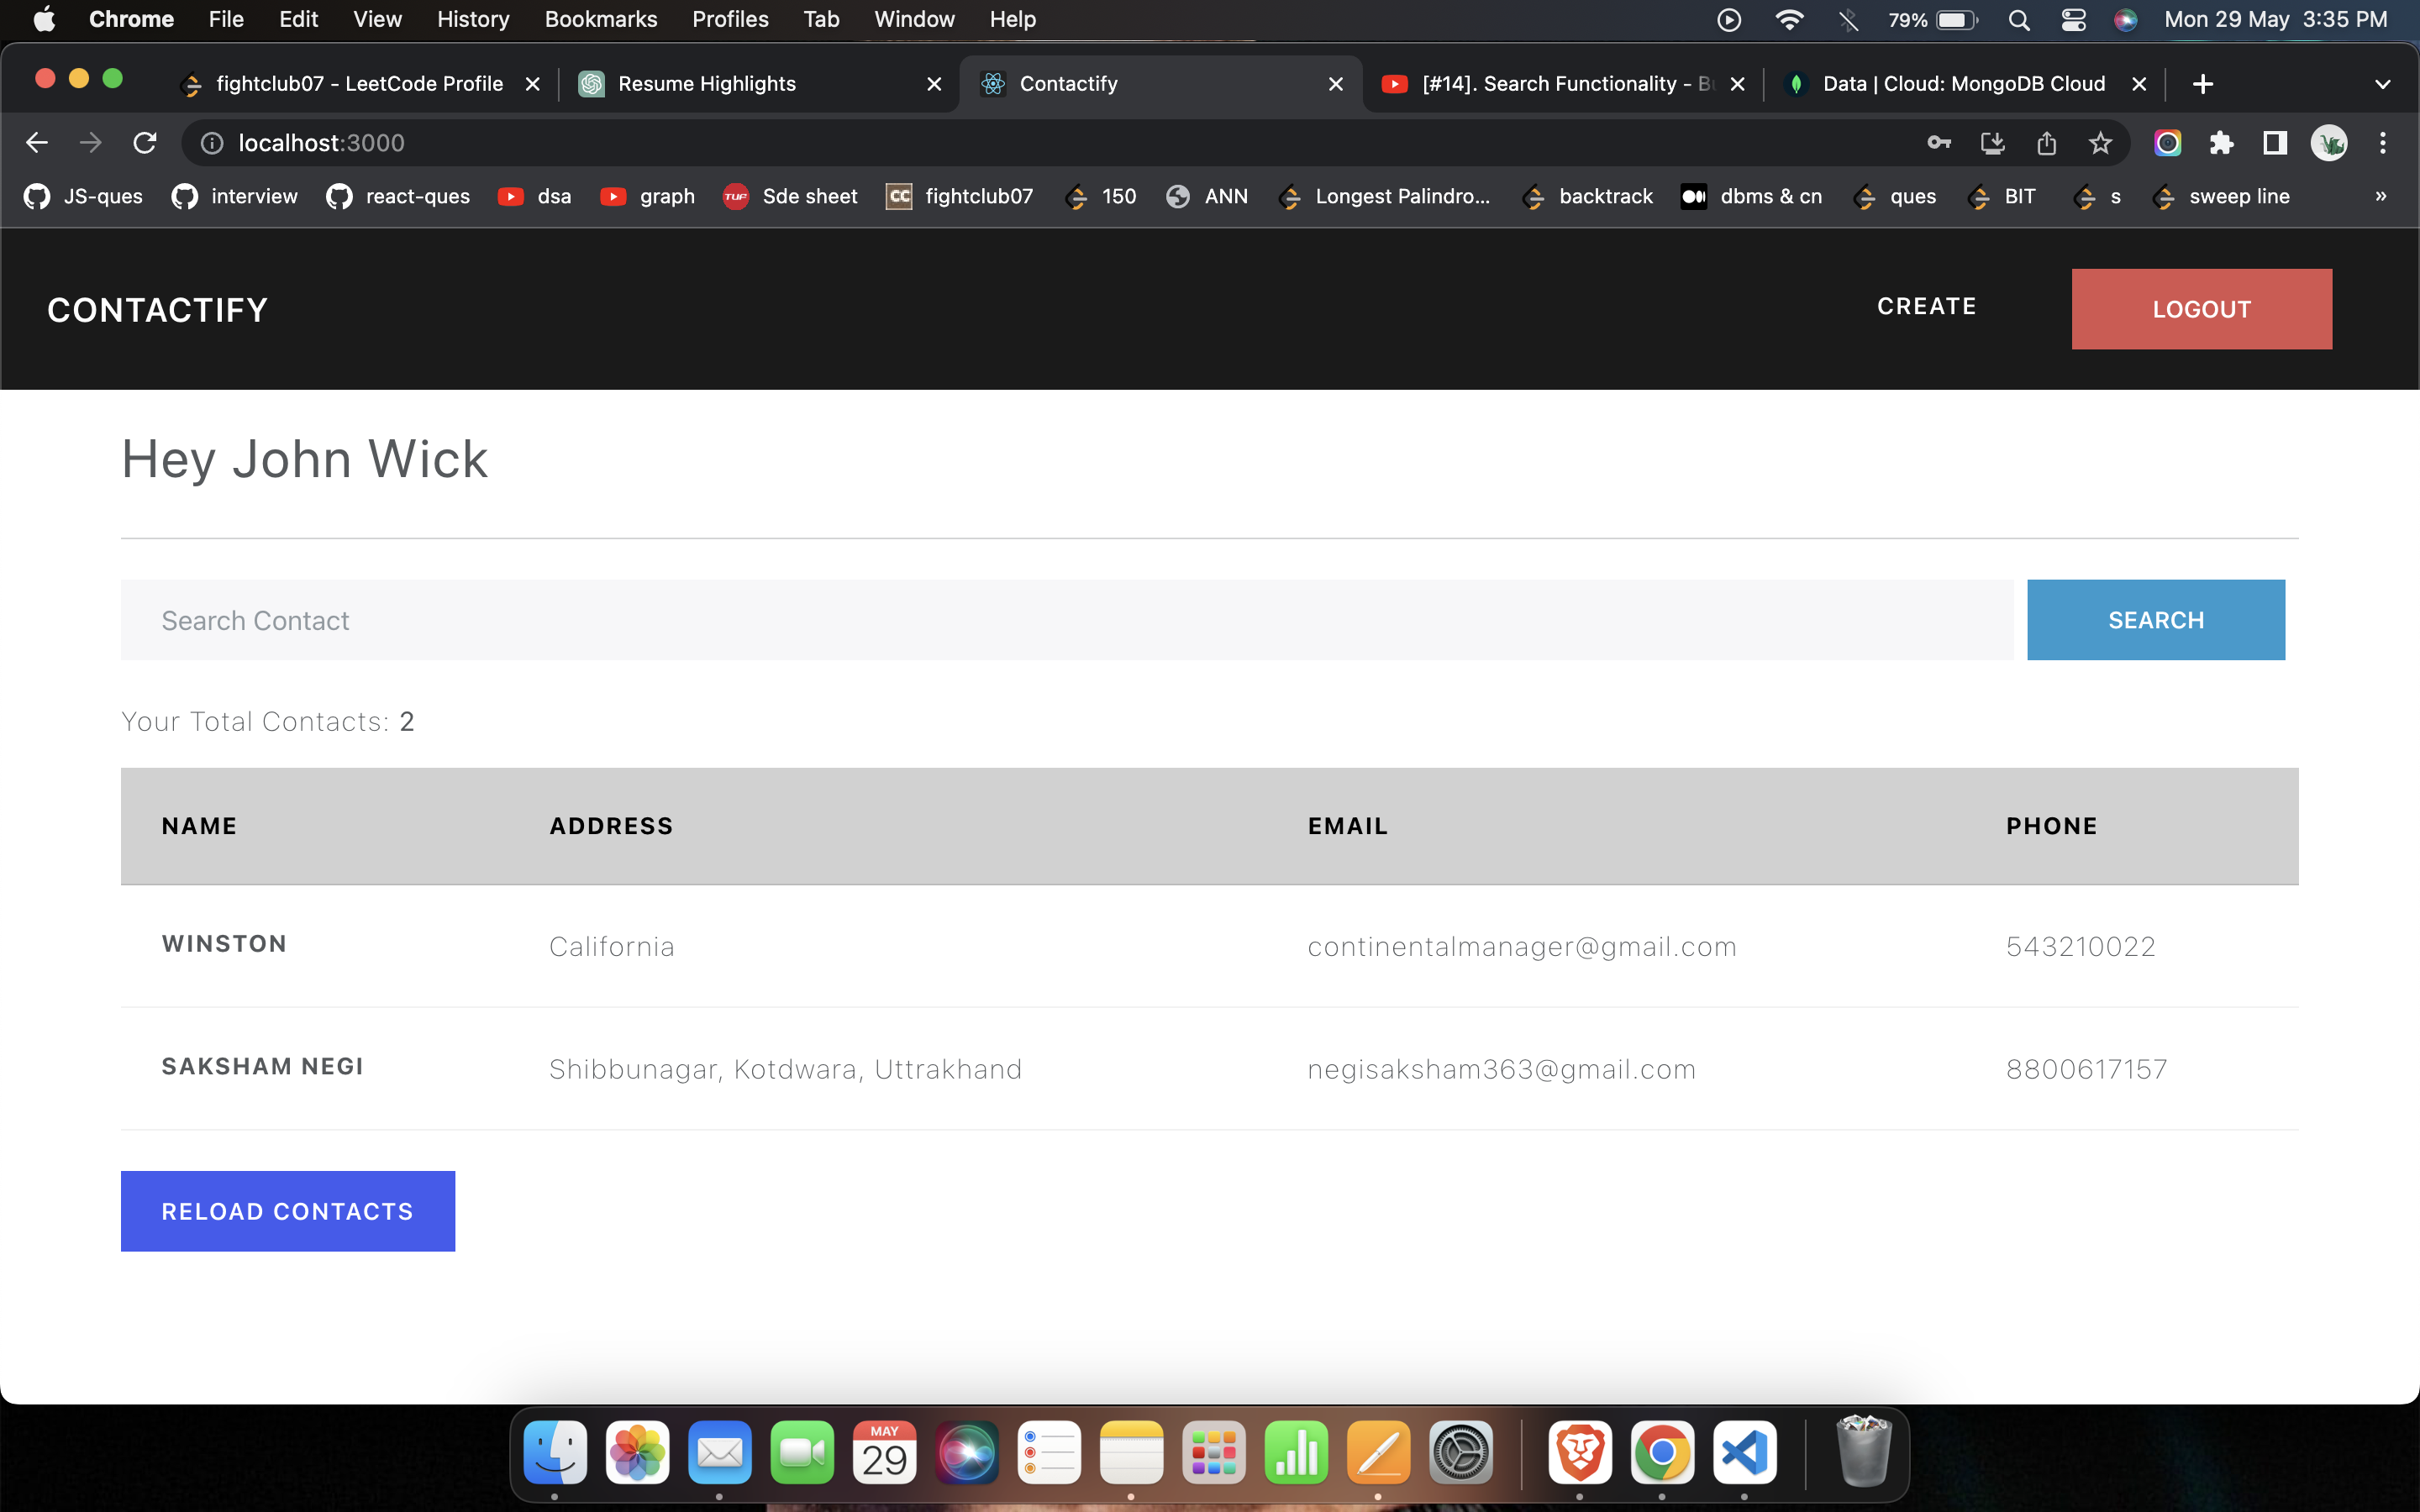 Chrome File Edit View History Bookmarks Profiles Tab Window Help 79% Mon 29 May 3:35 PM
fightclub07 - LeetCode Profile Resume Highlights Contactify [#14]. Search Functionality - Bu Data | Cloud: MongoDB Cloud
localhost:3000
JS-ques interview react-ques dsa graph TUF Sde sheet CC fightclub07 150 ANN Longest Palindro... backtrack dbms & cn ques BIT s sweep line »
CONTACTIFY CREATE LOGOUT
Hey John Wick
Search Contact SEARCH
Your Total Contacts: 2
NAME ADDRESS EMAIL PHONE
WINSTON California continentalmanager@gmail.com 543210022
SAKSHAM NEGI Shibbunagar, Kotdwara, Uttrakhand negisaksham363@gmail.com 8800617157
RELOAD CONTACTS
MAY
29